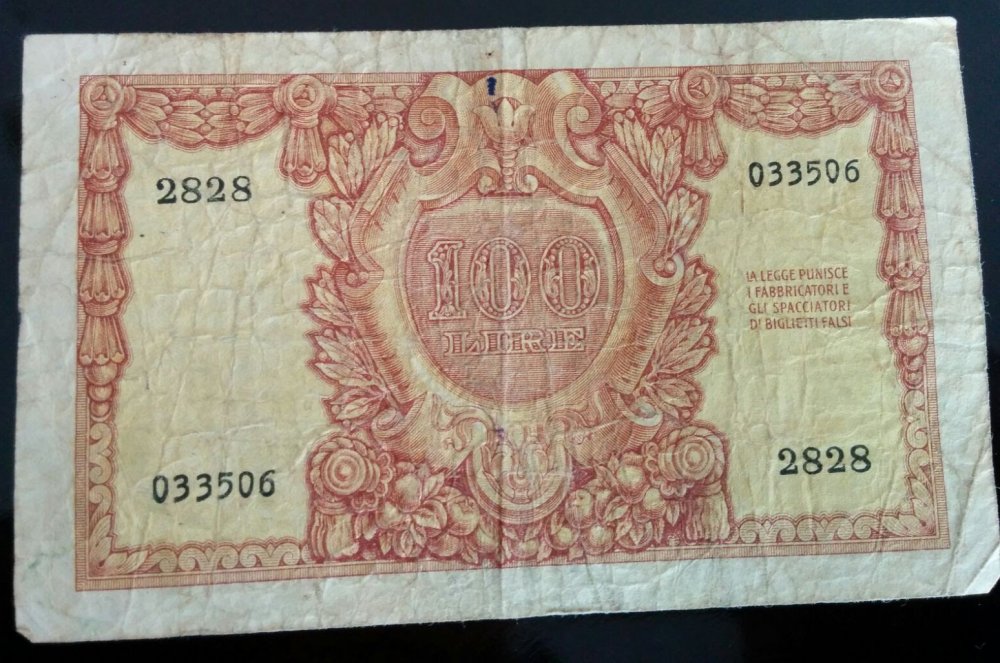 2828
033506
100
LIRE
LA LEGGE PUNISCE
I FABBRICATORI E
GLI SPACCIATORI
DI BIGLIETTI FALSI
033506
2828